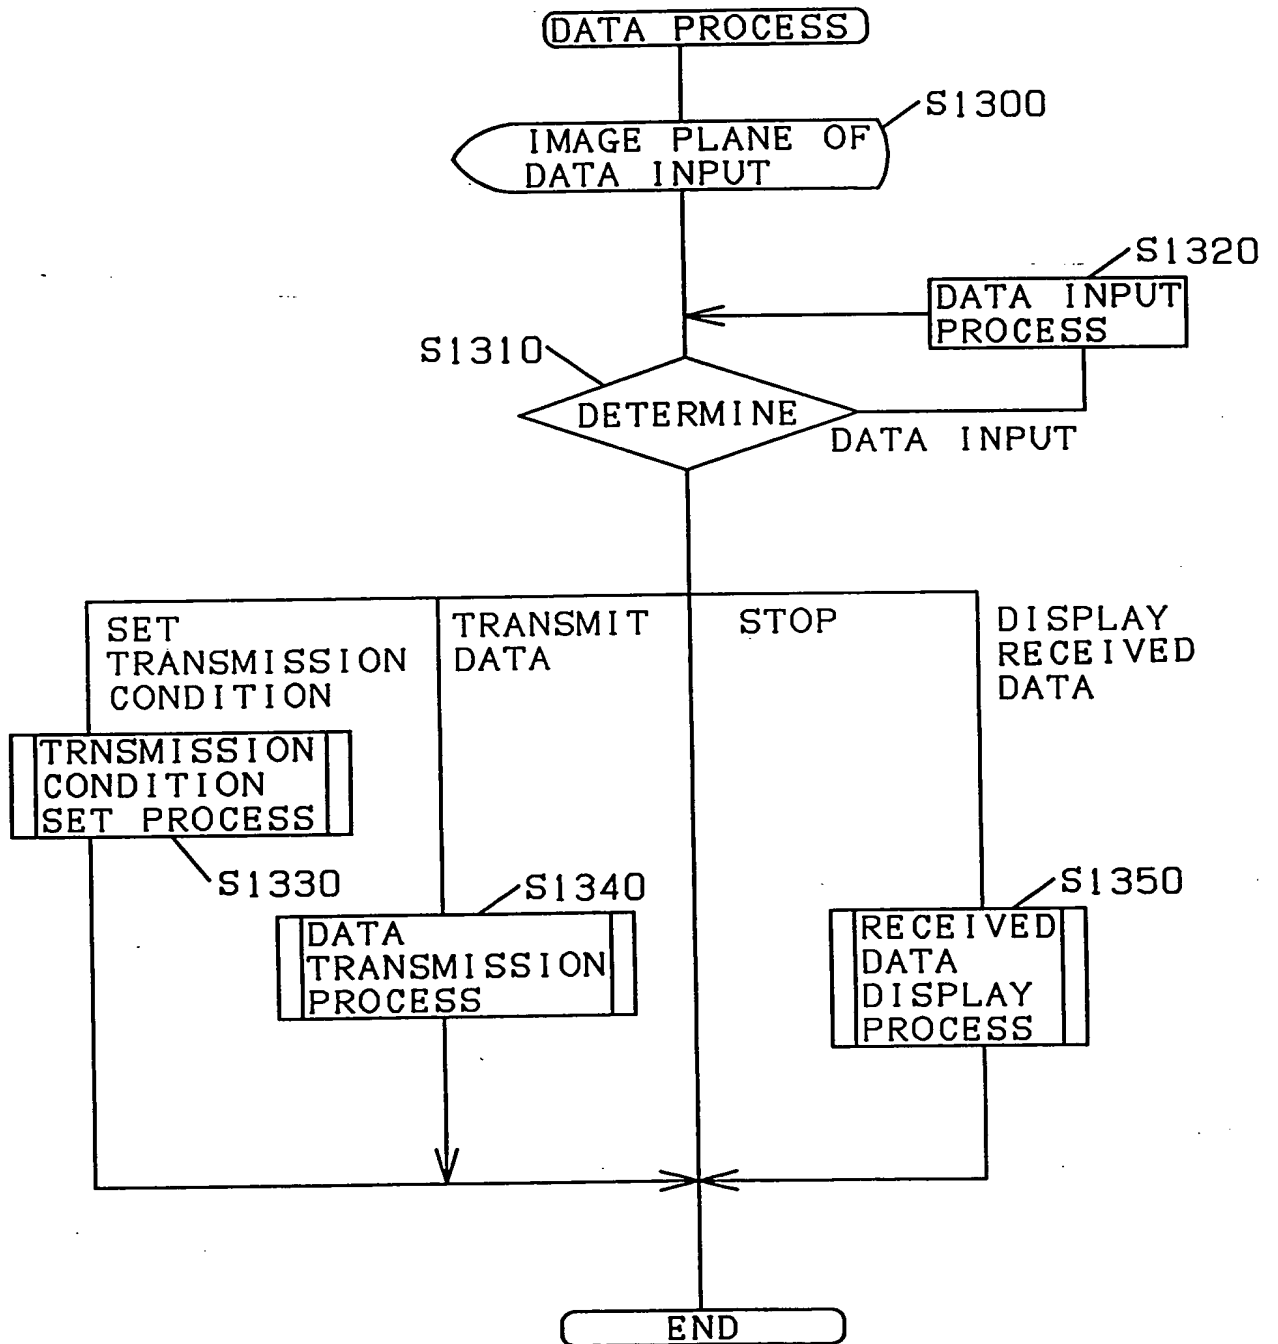 DATA PROCESS
S1300
IMAGE PLANE OF
DATA INPUT
S1320
DATA INPUT
PROCESS
S1310
DETERMINE
DATA INPUT
SET
TRANSMISSION
CONDITION
TRANSMIT
DATA
STOP
DISPLAY
RECEIVED
DATA
TRNSMISSION
CONDITION
SET PROCESS
S1330
S1340
DATA
TRANSMISSION
PROCESS
S1350
RECEIVED
DATA
DISPLAY
PROCESS
END